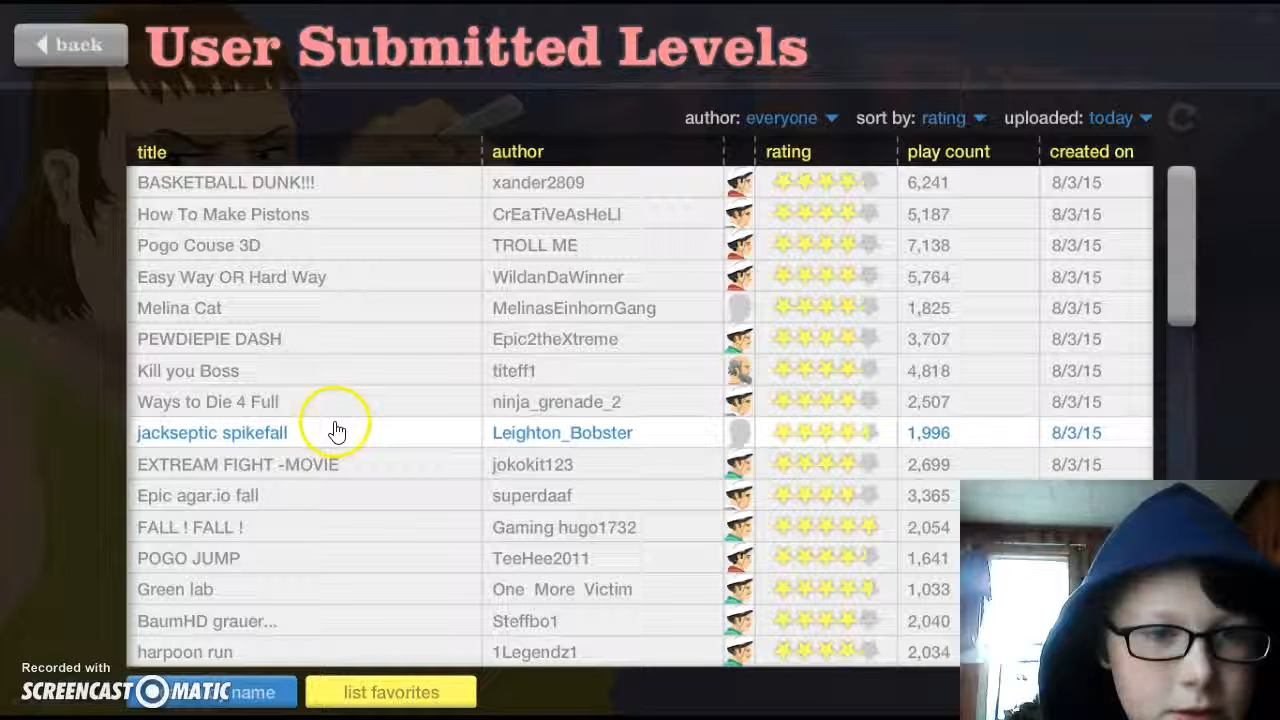 back
User Submitted Levels
author: everyone sort by: rating uploaded: today
title author rating play count created on
BASKETBALL DUNK!!! xander2809 6,241 8/3/15
How To Make Pistons CrEaTiVeAsHeLl 5,187 8/3/15
Pogo Couse 3D TROLL ME 7,138 8/3/15
Easy Way OR Hard Way WildanDaWinner 5,764 8/3/15
Melina Cat MelinasEinhornGang 1,825 8/3/15
PEWDIEPIE DASH Epic2theXtreme 3,707 8/3/15
Kill you Boss titeff1 4,818 8/3/15
Ways to Die 4 Full ninja_grenade_2 2,507 8/3/15
jackseptic spikefall Leighton_Bobster 1,996 8/3/15
EXTREAM FIGHT -MOVIE jokokit123 2,699 8/3/15
Epic agar.io fall superdaaf 3,365
FALL ! FALL ! Gaming hugo1732 2,054
POGO JUMP TeeHee2011 1,641
Green lab One More Victim 1,033
BaumHD grauer... Steffbo1 2,040
harpoon run 1Legendz1 2,034
Recorded with
SCREENCAST MATIC name list favorites